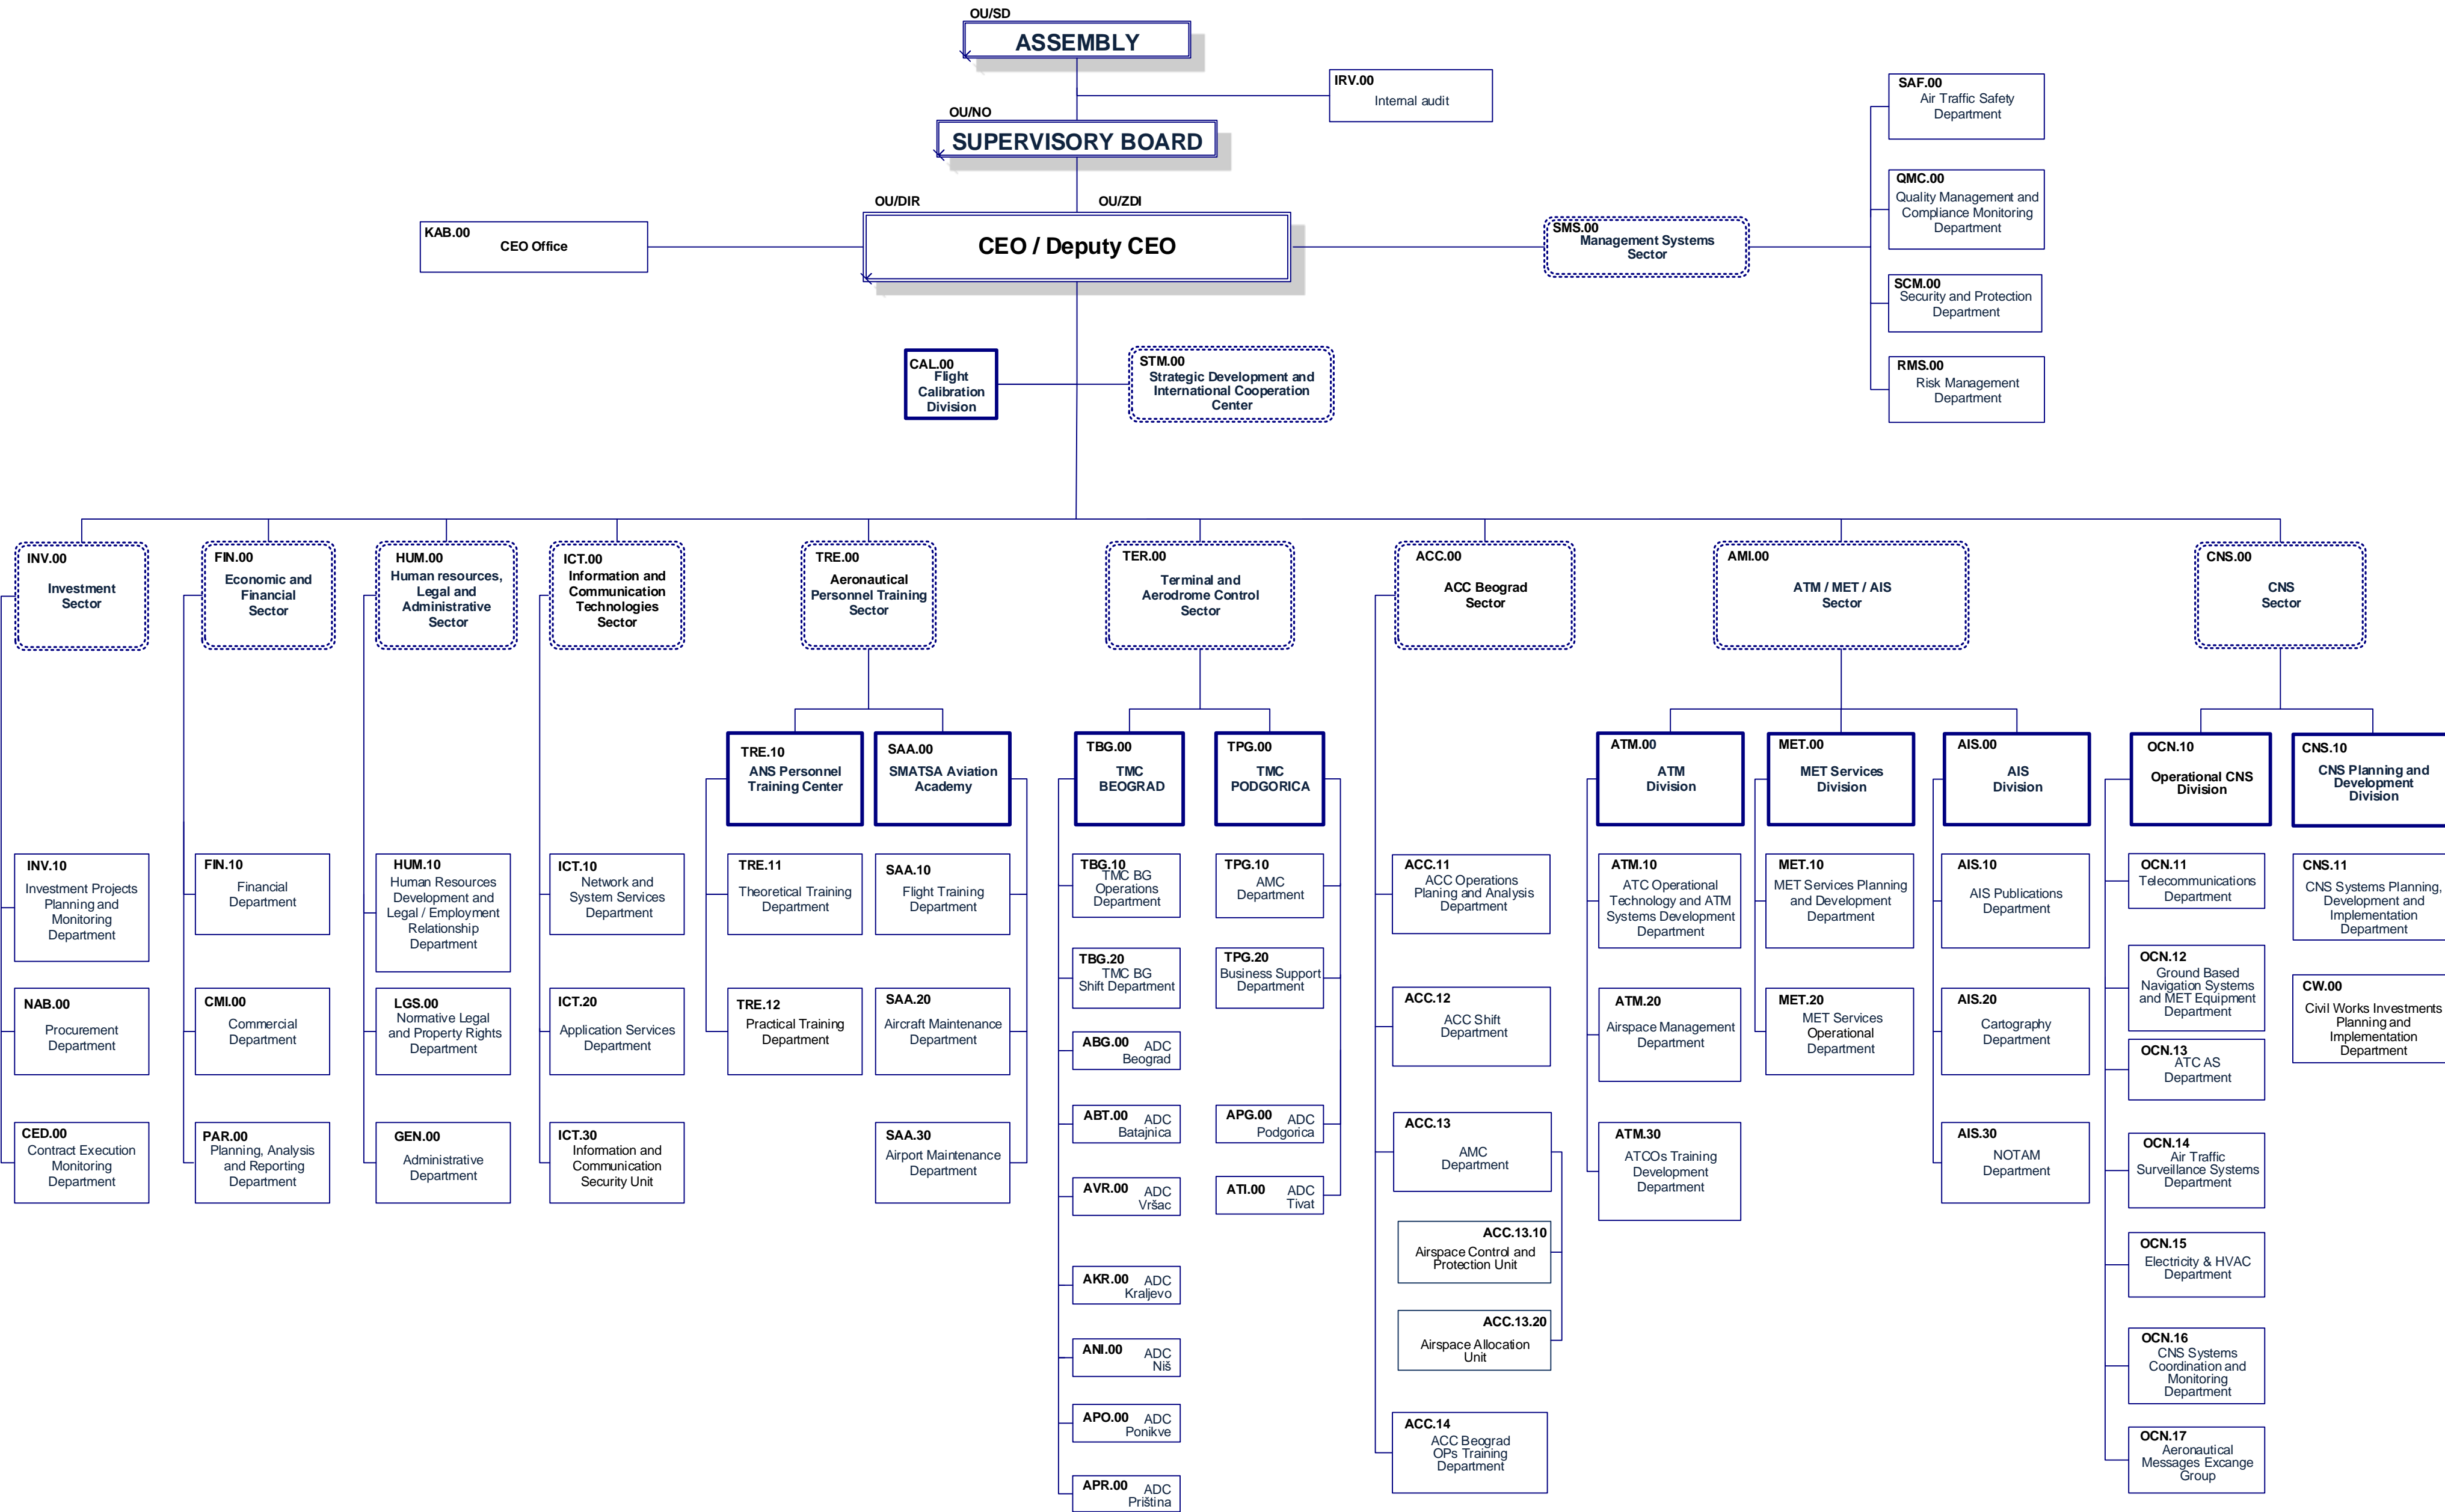 OU/SD
ASSEMBLY
IRV.00
Internal audit
OU/NO
SUPERVISORY BOARD
OU/DIR
OU/ZDI
KAB.00
CEO Office
CEO / Deputy CEO
SMS.00
Management Systems
Sector
SAF.00
Air Traffic Safety
Department
QMC.00
Quality Management and
Compliance Monitoring
Department
SCM.00
Security and Protection
Department
RMS.00
Risk Management
Department
CAL.00
Flight
Calibration
Division
STM.00
Strategic Development and
International Cooperation
Center
INV.00
Investment
Sector
FIN.00
Economic and
Financial
Sector
HUM.00
Human resources,
Legal and
Administrative
Sector
ICT.00
Information and
Communication
Technologies
Sector
TRE.00
Aeronautical
Personnel Training
Sector
TER.00
Terminal and
Aerodrome Control
Sector
ACC.00
ACC Beograd
Sector
AMI.00
ATM / MET / AIS
Sector
CNS.00
CNS
Sector
INV.10
Investment Projects
Planning and
Monitoring
Department
NAB.00
Procurement
Department
CED.00
Contract Execution
Monitoring
Department
FIN.10
Financial
Department
CMI.00
Commercial
Department
PAR.00
Planning, Analysis
and Reporting
Department
HUM.10
Human Resources
Development and
Legal / Employment
Relationship
Department
LGS.00
Normative Legal
and Property Rights
Department
GEN.00
Administrative
Department
ICT.10
Network and
System Services
Department
ICT.20
Application Services
Department
ICT.30
Information and
Communication
Security Unit
TRE.10
ANS Personnel
Training Center
TRE.11
Theoretical Training
Department
TRE.12
Practical Training
Department
SAA.00
SMATSA Aviation
Academy
SAA.10
Flight Training
Department
SAA.20
Aircraft Maintenance
Department
SAA.30
Airport Maintenance
Department
TBG.00
TMC
BEOGRAD
TBG.10
TMC BG
Operations
Department
TBG.20
TMC BG
Shift Department
ABG.00 ADC
Beograd
ABT.00 ADC
Batajnica
AVR.00 ADC
Vršac
AKR.00 ADC
Kraljevo
ANI.00 ADC
Niš
APO.00 ADC
Ponikve
APR.00 ADC
Priština
TPG.00
TMC
PODGORICA
TPG.10
AMC
Department
TPG.20
Business Support
Department
APG.00 ADC
Podgorica
ATI.00 ADC
Tivat
ACC.11
ACC Operations
Planing and Analysis
Department
ACC.12
ACC Shift
Department
ACC.13
AMC
Department
ACC.13.10
Airspace Control and
Protection Unit
ACC.13.20
Airspace Allocation
Unit
ACC.14
ACC Beograd
OPs Training
Department
ATM.00
ATM
Division
ATM.10
ATC Operational
Technology and ATM
Systems Development
Department
ATM.20
Airspace Management
Department
ATM.30
ATCOs Training
Development
Department
MET.00
MET Services
Division
MET.10
MET Services Planning
and Development
Department
MET.20
MET Services
Operational
Department
AIS.00
AIS
Division
AIS.10
AIS Publications
Department
AIS.20
Cartography
Department
AIS.30
NOTAM
Department
OCN.10
Operational CNS
Division
OCN.11
Telecommunications
Department
OCN.12
Ground Based
Navigation Systems
and MET Equipment
Department
OCN.13
ATC AS
Department
OCN.14
Air Traffic
Surveillance Systems
Department
OCN.15
Electricity & HVAC
Department
OCN.16
CNS Systems
Coordination and
Monitoring
Department
OCN.17
Aeronautical
Messages Excange
Group
CNS.10
CNS Planning and
Development
Division
CNS.11
CNS Systems Planning,
Development and
Implementation
Department
CW.00
Civil Works Investments
Planning and
Implementation
Department